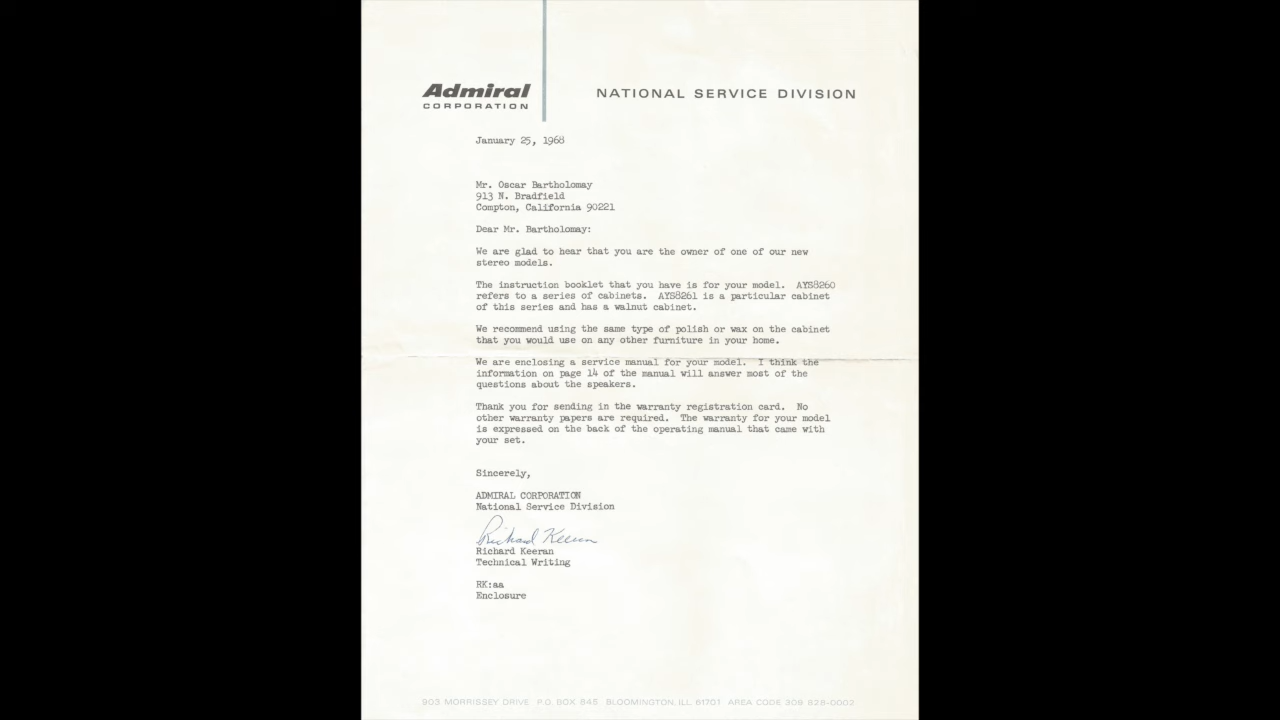 Admiral
CORPORATION
NATIONAL SERVICE DIVISION
January 25, 1968
Mr. Oscar Bartholomay
913 N. Bradfield
Compton, California 90221
Dear Mr. Bartholomay:
We are glad to hear that you are the owner of one of our new
stereo models.
The instruction booklet that you have is for your model. AYS8260
refers to a series of cabinets. AYS8261 is a particular cabinet
of this series and has a walnut cabinet.
We recommend using the same type of polish or wax on the cabinet
that you would use on any other furniture in your home.
We are enclosing a service manual for your model. I think the
information on page 14 of the manual will answer most of the
questions about the speakers.
Thank you for sending in the warranty registration card. No
other warranty papers are required. The warranty for your model
is expressed on the back of the operating manual that came with
your set.
Sincerely,
ADMIRAL CORPORATION
National Service Division
Richard Keeran
Richard Keeran
Technical Writing
RK:aa
Enclosure
903 MORRISSEY DRIVE P.O. BOX 845 BLOOMINGTON, ILL 61701 AREA CODE 309 828-0002